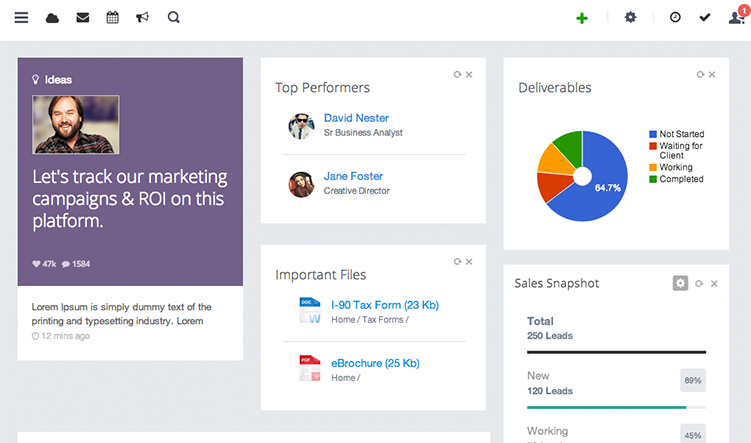 1
Ideas
Let's track our marketing
campaigns & ROI on this
platform.
47k 1584
Lorem Ipsum is simply dummy text of the
printing and typesetting industry. Lorem
12 mins ago
Top Performers
David Nester
Sr Business Analyst
Jane Foster
Creative Director
Important Files
DOC
W
I-90 Tax Form (23 Kb)
Home / Tax Forms /
PDF
eBrochure (25 Kb)
Home /
Deliverables
64.7%
Not Started
Waiting for
Client
Working
Completed
Sales Snapshot
Total
250 Leads
New
120 Leads
89%
Working
45%